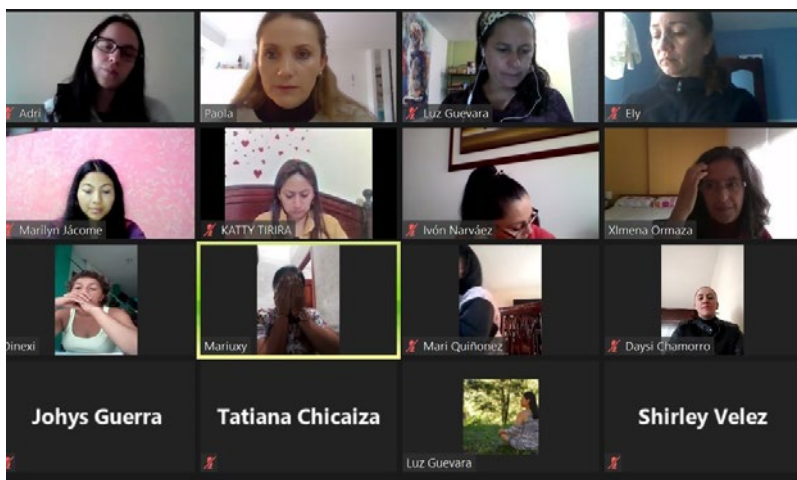 Adri
Paola
Luz Guevara
Ely
Marilyn Jácome
KATTY TIRIRA
Ivón Narváez
XImena Ormaza
Dinexi
Mariuxy
Mari Quiñonez
Daysi Chamorro
Johys Guerra
Tatiana Chicaiza
Luz Guevara
Shirley Velez